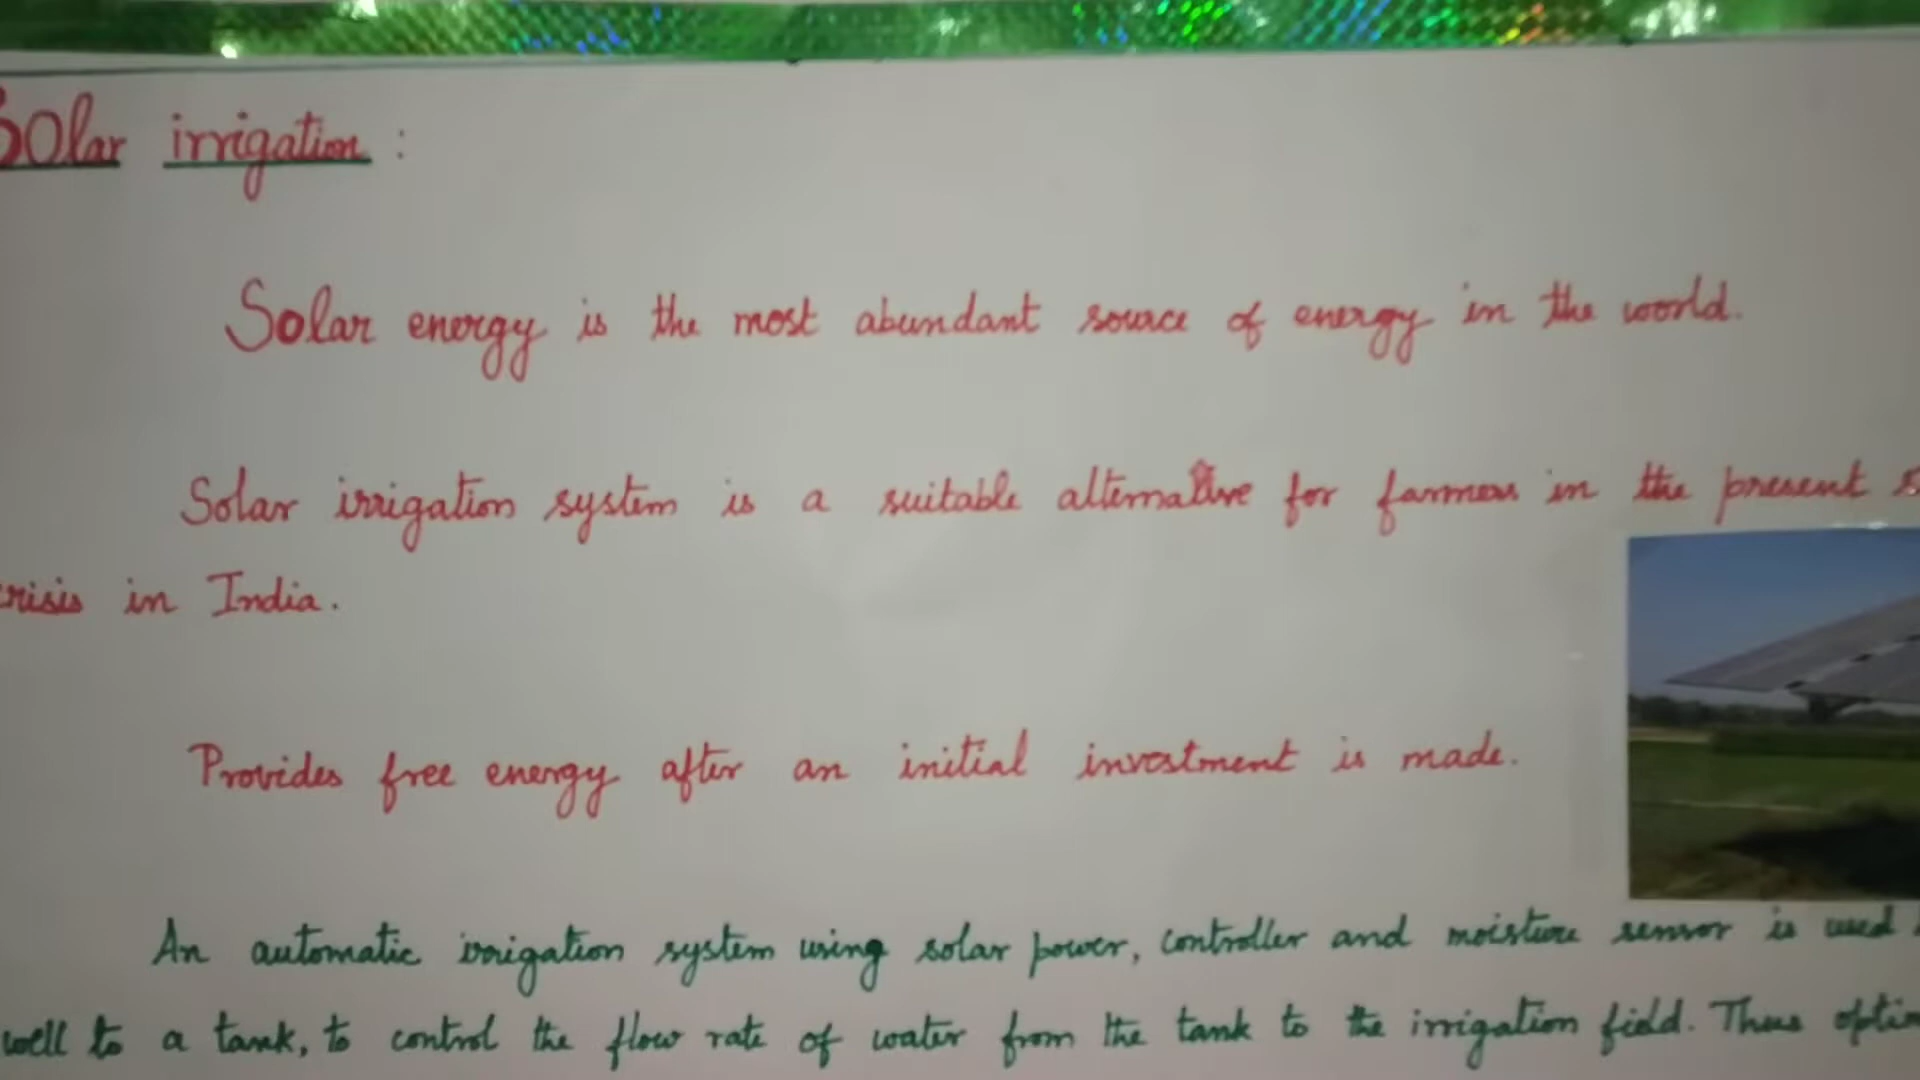 Solar irrigation :
Solar energy is the most abundant source of energy in the world.
Solar irrigation system is a suitable alternative for farmers in the present
crisis in India.
Provides free energy after an initial investment is made.
An automatic irrigation system using solar power, controller and moisture sensor is used
well to a tank, to control the flow rate of water from the tank to the irrigation field. Thus